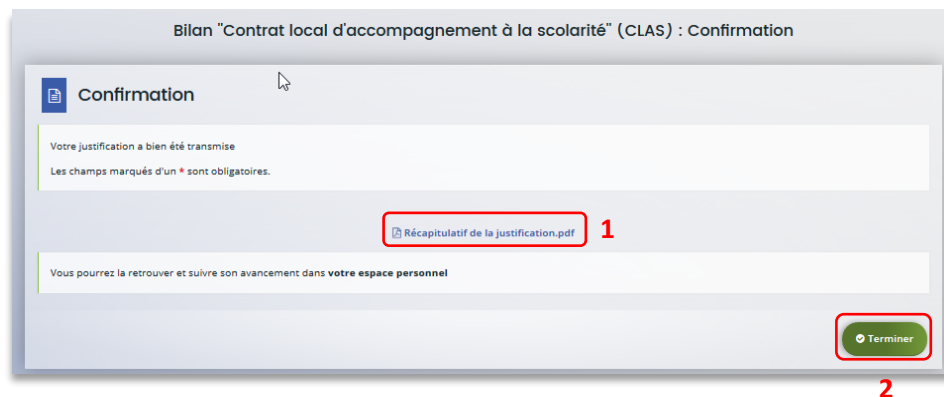 Bilan "Contrat local d'accompagnement à la scolarité" (CLAS) : Confirmation
Confirmation
Votre justification a bien été transmise
Les champs marqués d'un * sont obligatoires.
Récapitulatif de la justification.pdf
1
Vous pourrez la retrouver et suivre son avancement dans votre espace personnel
Terminer
2